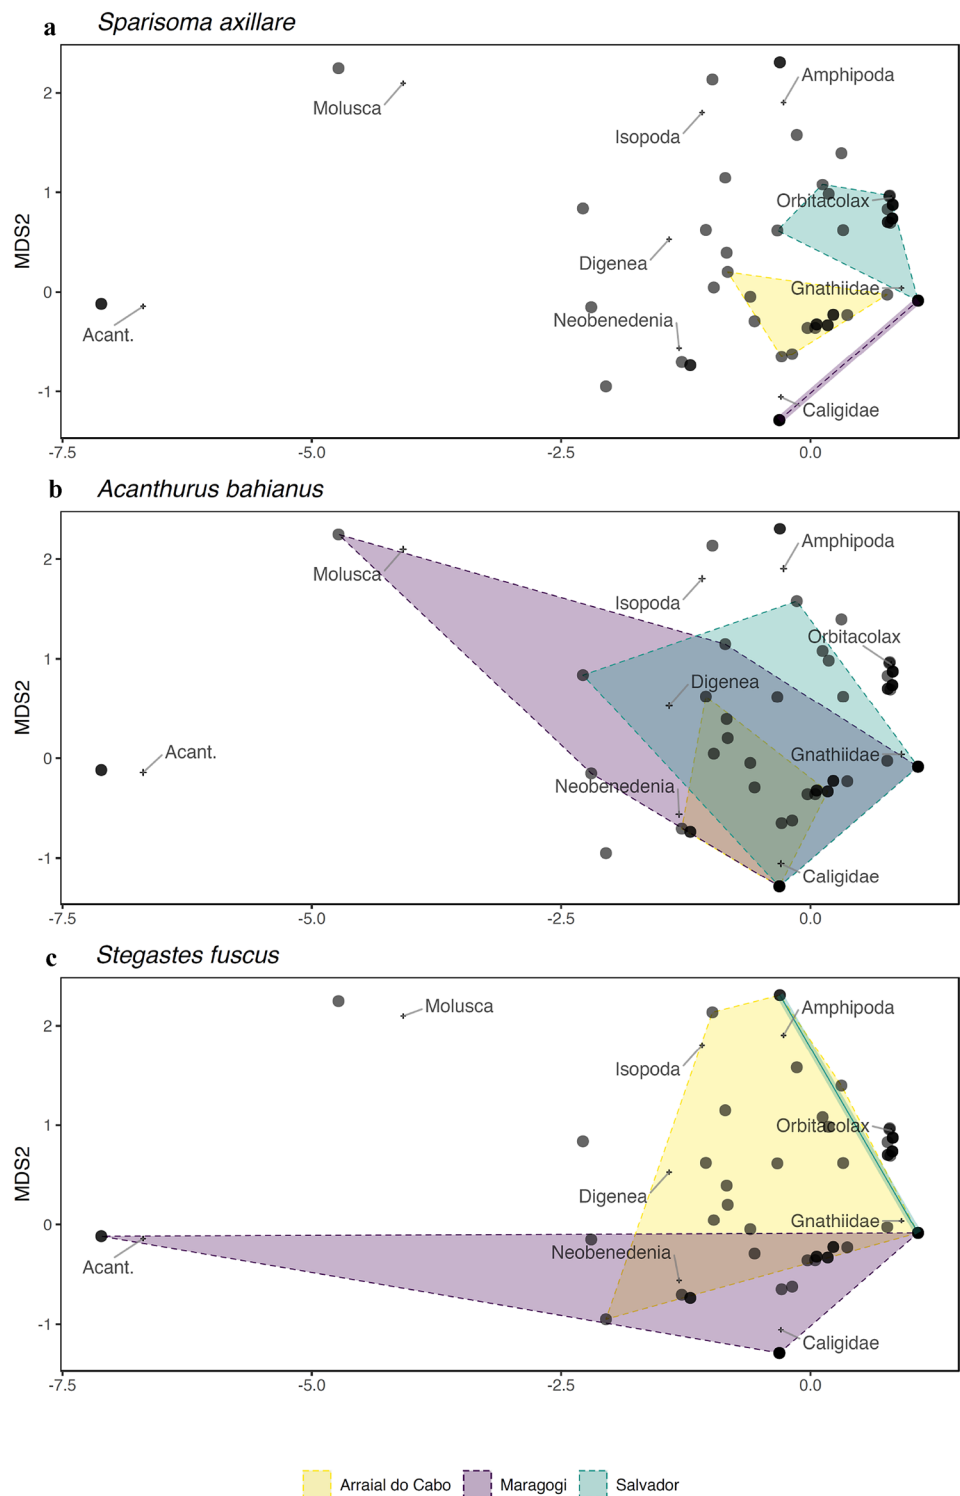 a Sparisoma axillare
MDS2
2
1
0
-1
Molusca
Amphipoda
Isopoda
Orbitacolax
Digenea
Gnathiidae
Neobenedenia
Acant.
Caligidae
-7.5 -5.0 -2.5 0.0
b Acanthurus bahianus
MDS2
2
1
0
-1
Amphipoda
Molusca
Isopoda
Orbitacolax
Digenea
Acant.
Gnathiidae
Neobenedenia
Caligidae
-7.5 -5.0 -2.5 0.0
c Stegastes fuscus
MDS2
2
1
0
-1
Molusca
Amphipoda
Isopoda
Orbitacolax
Digenea
Gnathiidae
Neobenedenia
Acant.
Caligidae
-7.5 -5.0 -2.5 0.0
Arraial do Cabo Maragogi Salvador